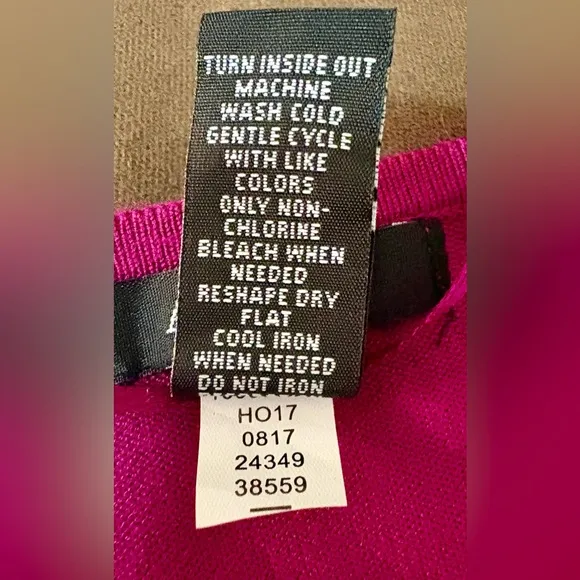 TURN INSIDE OUT
MACHINE
WASH COLD
GENTLE CYCLE
WITH LIKE
COLORS
ONLY NON-
CHLORINE
BLEACH WHEN
NEEDED
RESHAPE DRY
FLAT
COOL IRON
WHEN NEEDED
DO NOT IRON
HO17
0817
24349
38559